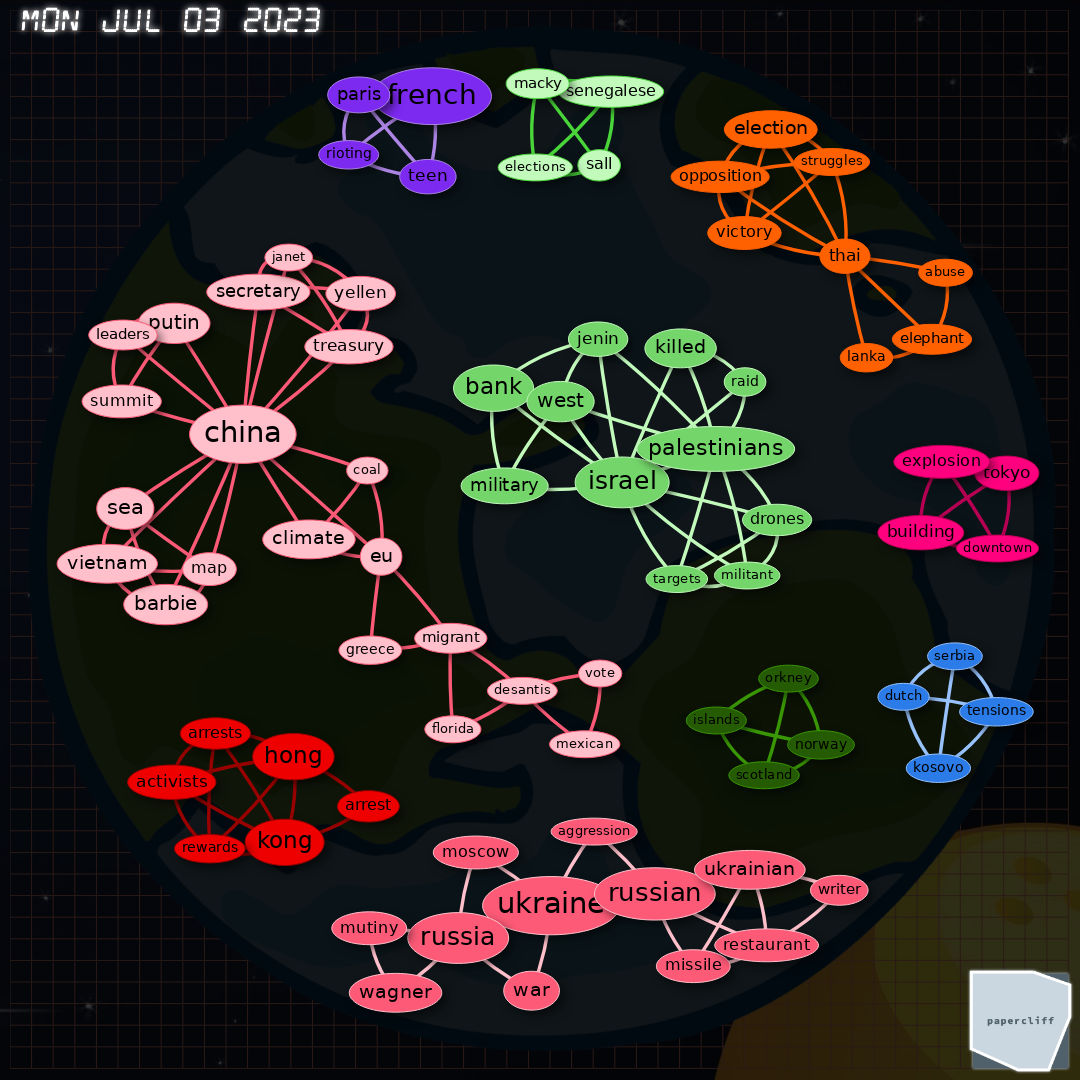 MON JUL 03 2023
paris
french
rioting
teen
macky
senegalese
elections
sall
election
struggles
opposition
victory
thai
abuse
elephant
lanka
janet
secretary
yellen
putin
leaders
treasury
summit
china
coal
sea
climate
eu
vietnam
map
barbie
greece
migrant
desantis
vote
florida
mexican
jenin
killed
raid
bank
west
palestinians
israel
military
drones
targets
militant
explosion
tokyo
building
downtown
orkney
islands
norway
scotland
serbia
dutch
tensions
kosovo
arrests
hong
activists
arrest
rewards
kong
aggression
moscow
ukrainian
ukraine
russian
writer
mutiny
russia
restaurant
missile
wagner
war
papercliff